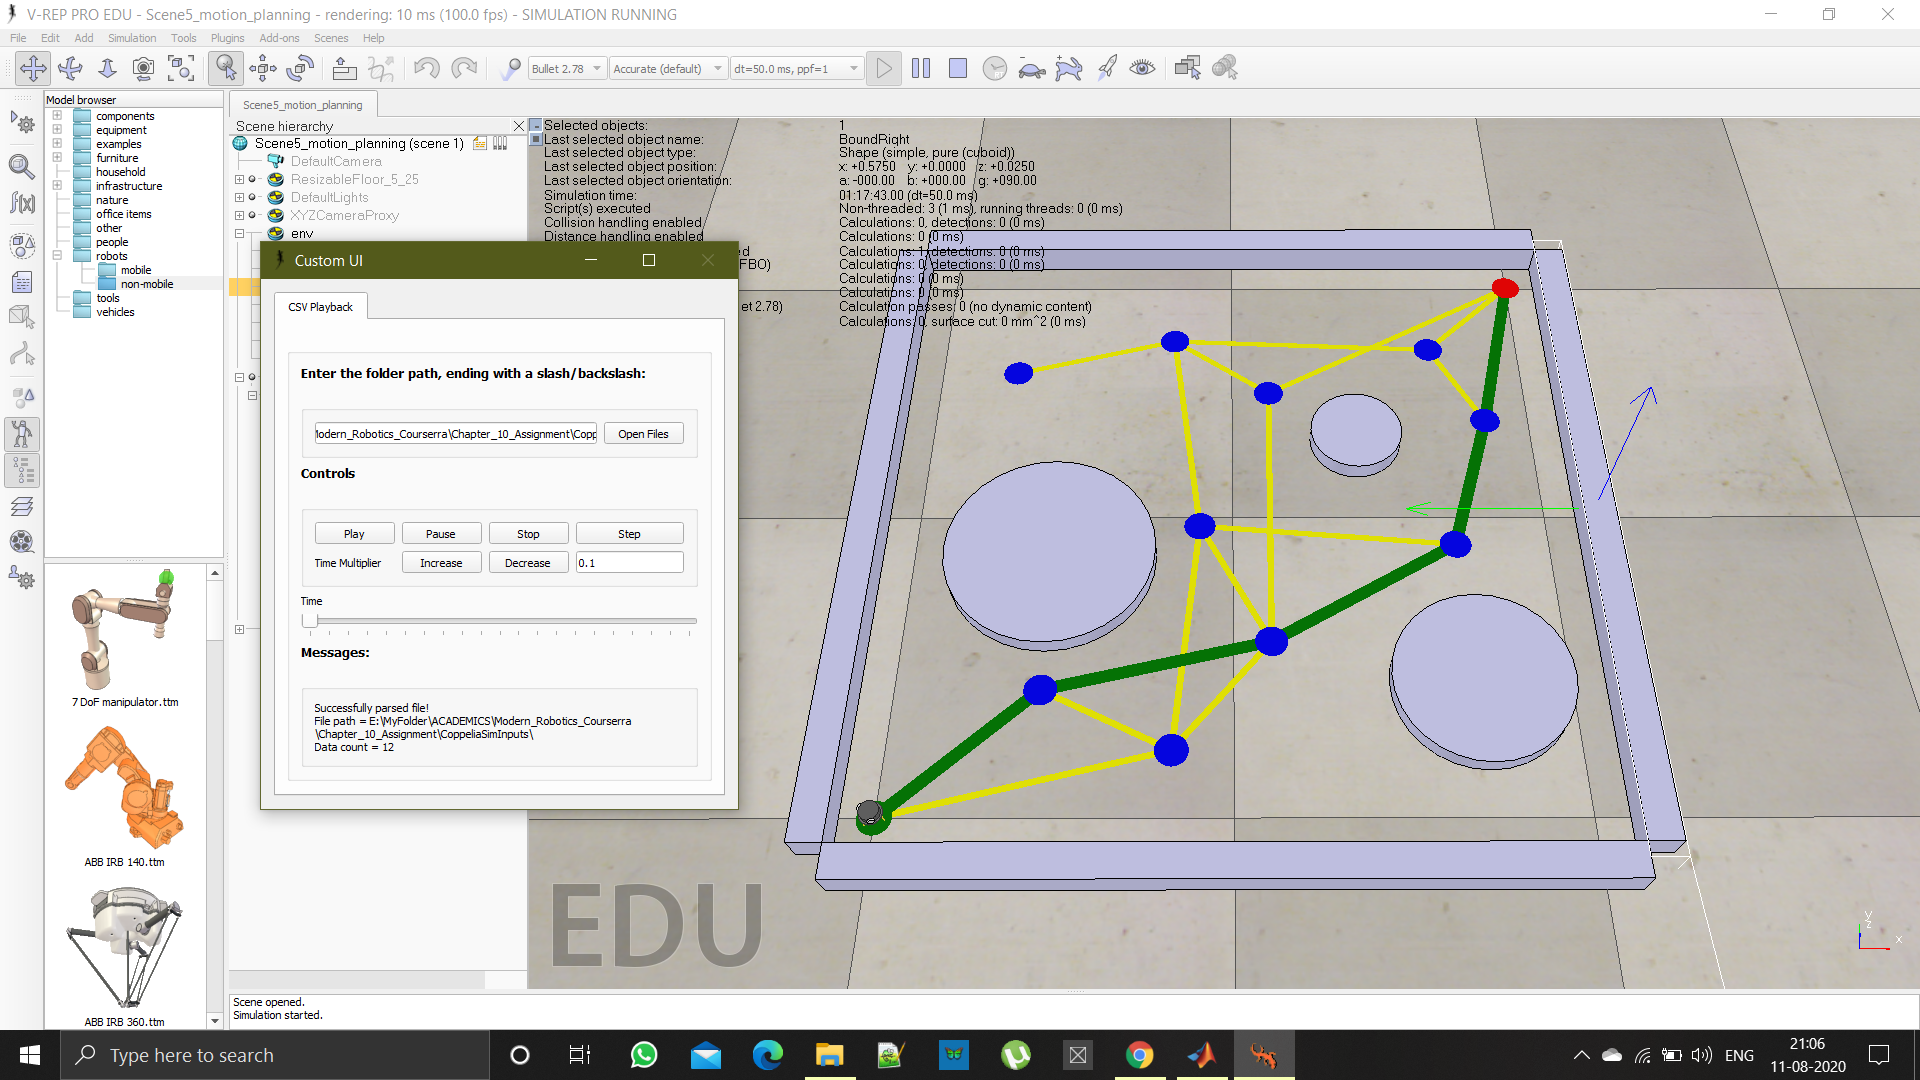 V-REP PRO EDU - Scene5_motion_planning - rendering: 10 ms (100.0 fps) - SIMULATION RUNNING
File Edit Add Simulation Tools Plugins Add-ons Scenes Help
Bullet 2.78 Accurate (default) dt=50.0 ms, ppf=1
Model browser
components
equipment
examples
furniture
household
infrastructure
nature
office items
other
people
robots
mobile
non-mobile
tools
vehicles
7 DoF manipulator.ttm
ABB IRB 140.ttm
ABB IRB 360.ttm
Scene5_motion_planning
Scene hierarchy
Scene5_motion_planning (scene 1)
DefaultCamera
ResizableFloor_5_25
DefaultLights
XYZCameraProxy
env
Selected objects: 1
Last selected object name: BoundRight
Last selected object type: Shape (simple, pure (cuboid))
Last selected object position: x: +0.5750 y: +0.0000 z: +0.0250
Last selected object orientation: a: -000.00 b: +000.00 g: +090.00
Simulation time: 01:17:43.00 (dt=50.0 ms)
Script(s) executed Non-threaded: 3 (1 ms), running threads: 0 (0 ms)
Collision handling enabled Calculations: 0, detections: 0 (0 ms)
Distance handling enabled Calculations: 0 (0 ms)
ed Calculations: 1, detections: 0 (0 ms)
FBO) Calculations: 0, detections: 0 (0 ms)
Calculations: 0 (0 ms)
Calculations: 0 (0 ms)
et 2.78) Calculation passes: 0 (no dynamic content)
Calculations: 0, surface cut: 0 mm^2 (0 ms)
Custom UI
CSV Playback
Enter the folder path, ending with a slash/backslash:
Modern_Robotics_Courserra\Chapter_10_Assignment\Copp Open Files
Controls
Play Pause Stop Step
Time Multiplier Increase Decrease 0.1
Time
Messages:
Successfully parsed file!
File path = E:\MyFolder\ACADEMICS\Modern_Robotics_Courserra
\Chapter_10_Assignment\CoppeliaSimInputs\
Data count = 12
EDU
y
z
x
Scene opened.
Simulation started.
Type here to search
ENG
21:06
11-08-2020